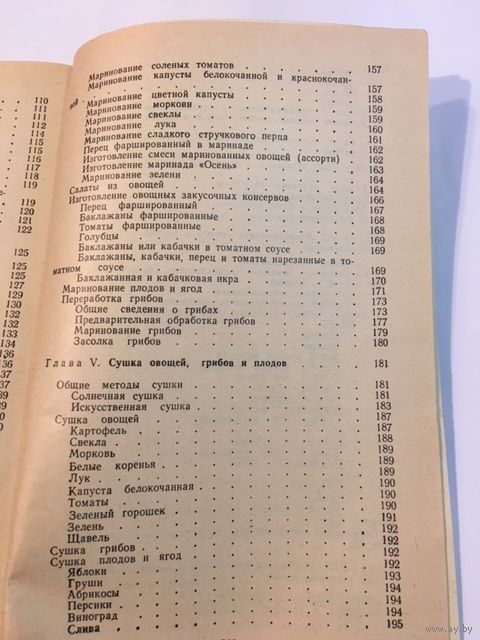 Маринование соленых томатов . . . . . . 157
Маринование капусты белокочанной и краснокочан-
ной . . . . . . . . . . 157
Маринование цветной капусты . . . . . 158
Маринование моркови . . . . . . 159
Маринование свеклы . . . . . . 159
Маринование лука . . . . . . 160
Маринование сладкого стручкового перца . . . 161
Перец фаршированный в маринаде . . . . 162
Изготовление смеси маринованных овощей (ассорти) . 162
Изготовление маринада «Осень» . . . . 163
Маринование зелени . . . . . . 164
Салаты из овощей . . . . . . 164
Изготовление овощных закусочных консервов . . . 166
Перец фаршированный . . . . . . 167
Баклажаны фаршированные . . . . . 168
Томаты фаршированные . . . . . 168
Голубцы . . . . . . . 169
Баклажаны или кабачки в томатном соусе . . . 169
Баклажаны, кабачки, перец и томаты нарезанные в то-
матном соусе . . . . . . . 169
Баклажанная и кабачковая икра . . . . 170
Маринование плодов и ягод . . . . . 171
Переработка грибов . . . . . . 173
Общие сведения о грибах . . . . . 173
Предварительная обработка грибов . . . . 177
Маринование грибов . . . . . . 179
Засолка грибов . . . . . . 180
Глава V. Сушка овощей, грибов и плодов . . . . 181
Общие методы сушки . . . . . . 181
Солнечная сушка . . . . . . 181
Искусственная сушка . . . . . . 183
Сушка овощей . . . . . . . 187
Картофель . . . . . . . 187
Свекла . . . . . . . 188
Морковь . . . . . . . 189
Белые коренья . . . . . . 189
Лук . . . . . . . . 189
Капуста белокочанная . . . . . . 190
Томаты . . . . . . . 190
Зеленый горошек . . . . . . 190
Зелень . . . . . . . 191
Щавель . . . . . . . 192
Сушка грибов . . . . . . . 192
Сушка плодов и ягод . . . . . . 192
Яблоки . . . . . . . 192
Груши . . . . . . . 193
Абрикосы . . . . . . . 194
Персики . . . . . . . 194
Виноград . . . . . . . 194
Слива . . . . . . . 195
www.ay.by